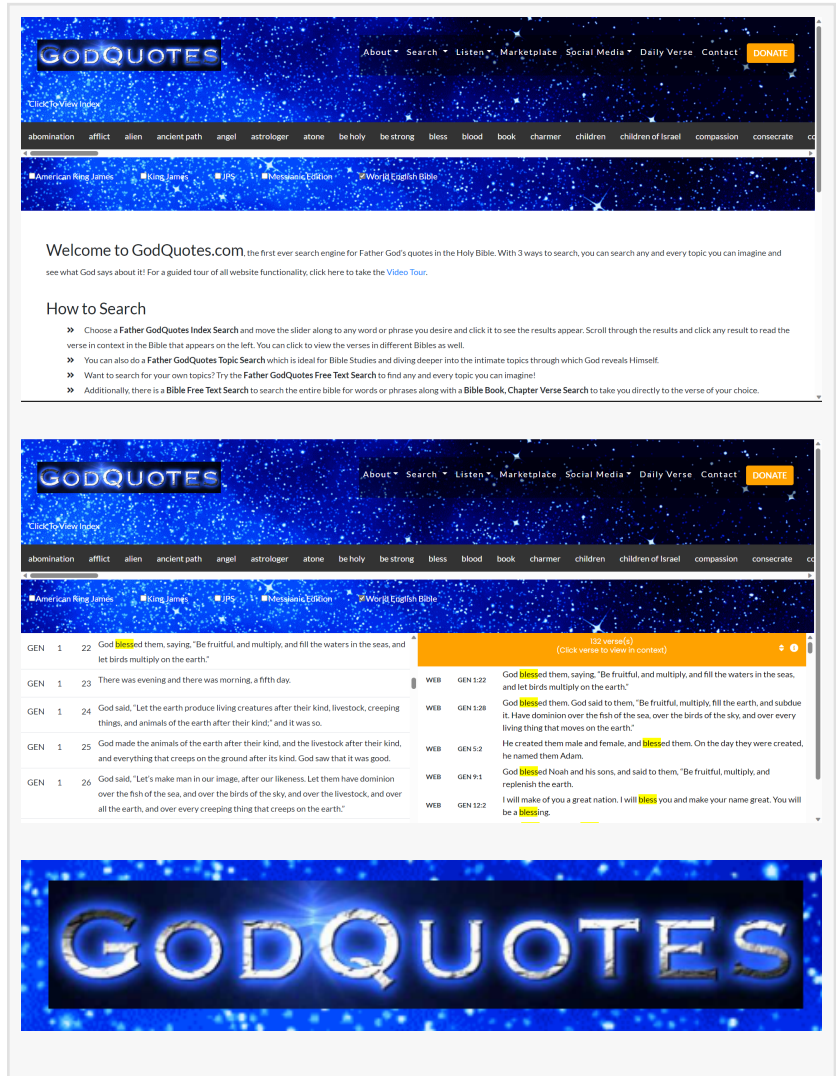 GODQUOTES
About Search Listen Marketplace Social Media Daily Verse Contact DONATE
Click To View Index
abomination afflict alien ancient path angel astrologer atone be holy be strong bless blood book charmer children children of Israel compassion consecrate co
American King James King James JPS Messianic Edition World English Bible
Welcome to GodQuotes.com, the first ever search engine for Father God's quotes in the Holy Bible. With 3 ways to search, you can search any and every topic you can imagine and
see what God says about it! For a guided tour of all website functionality, click here to take the Video Tour.
How to Search
Choose a Father GodQuotes Index Search and move the slider along to any word or phrase you desire and click it to see the results appear. Scroll through the results and click any result to read the
verse in context in the Bible that appears on the left. You can click to view the verses in different Bibles as well.
You can also do a Father GodQuotes Topic Search which is ideal for Bible Studies and diving deeper into the intimate topics through which God reveals Himself.
Want to search for your own topics? Try the Father GodQuotes Free Text Search to find any and every topic you can imagine!
Additionally, there is a Bible Free Text Search to search the entire bible for words or phrases along with a Bible Book, Chapter Verse Search to take you directly to the verse of your choice.
GODQUOTES
About Search Listen Marketplace Social Media Daily Verse Contact DONATE
Click To View Index
abomination afflict alien ancient path angel astrologer atone be holy be strong bless blood book charmer children children of Israel compassion consecrate co
American King James King James JPS Messianic Edition World English Bible
GEN 1 22 God blessed them, saying, "Be fruitful, and multiply, and fill the waters in the seas, and
let birds multiply on the earth."
GEN 1 23 There was evening and there was morning, a fifth day.
GEN 1 24 God said, "Let the earth produce living creatures after their kind, livestock, creeping
things, and animals of the earth after their kind;" and it was so.
GEN 1 25 God made the animals of the earth after their kind, and the livestock after their kind,
and everything that creeps on the ground after its kind. God saw that it was good.
GEN 1 26 God said, "Let's make man in our image, after our likeness. Let them have dominion
over the fish of the sea, and over the birds of the sky, and over the livestock, and over
all the earth, and over every creeping thing that creeps on the earth."
132 verse(s)
(Click verse to view in context)
WEB GEN 1:22 God blessed them, saying, "Be fruitful, and multiply, and fill the waters in the seas,
and let birds multiply on the earth."
WEB GEN 1:28 God blessed them. God said to them, "Be fruitful, multiply, fill the earth, and subdue
it. Have dominion over the fish of the sea, over the birds of the sky, and over every
living thing that moves on the earth."
WEB GEN 5:2 He created them male and female, and blessed them. On the day they were created,
he named them Adam.
WEB GEN 9:1 God blessed Noah and his sons, and said to them, "Be fruitful, multiply, and
replenish the earth.
WEB GEN 12:2 I will make of you a great nation. I will bless you and make your name great. You will
be a blessing.
GODQUOTES